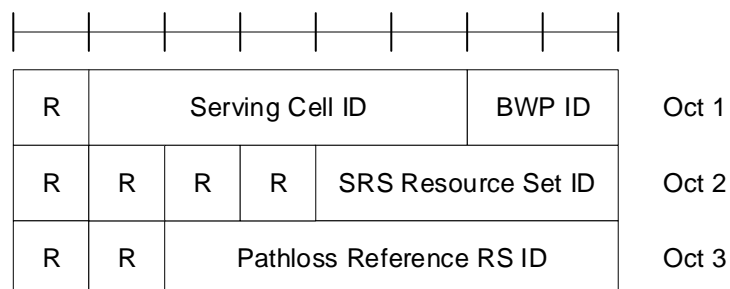 R Serving Cell ID BWP ID Oct 1
R R R R SRS Resource Set ID Oct 2
R R Pathloss Reference RS ID Oct 3